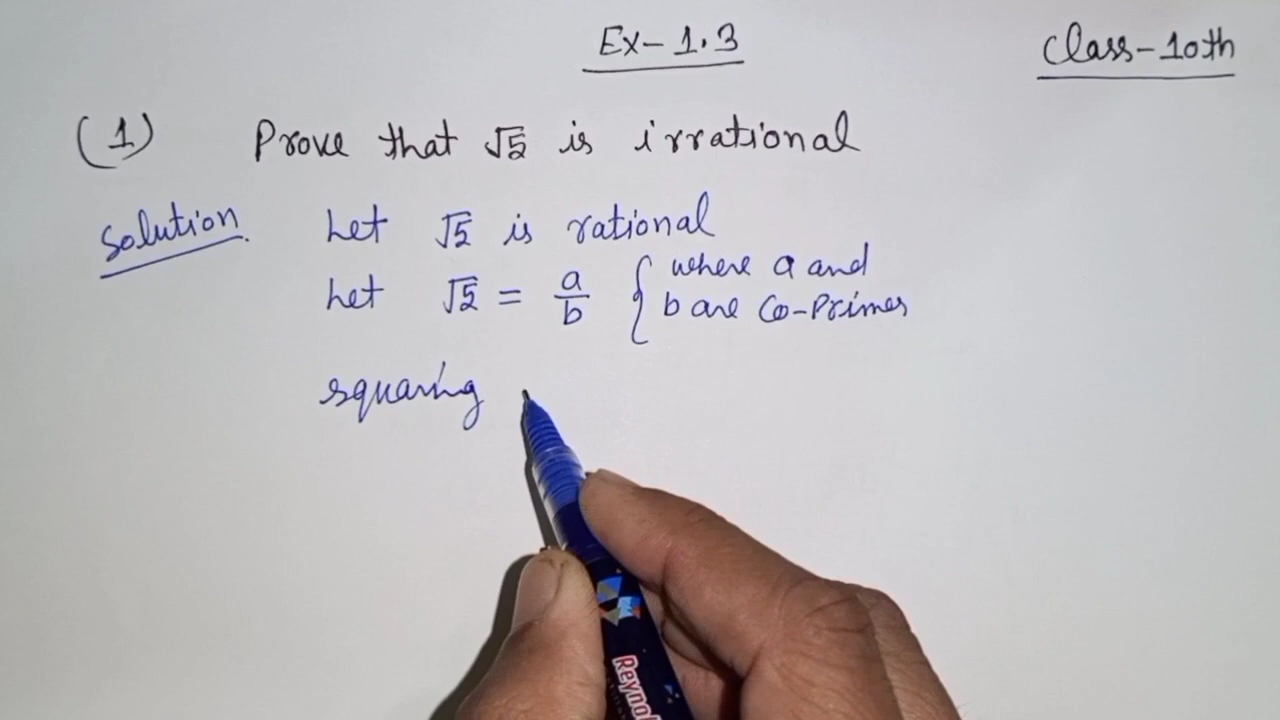 Ex-1.3
Class-10th
(1) Prove that √5 is irrational
Solution Let √5 is rational
Let √5 = a/b { where a and
b are Co-Primes
squaring
Reynol